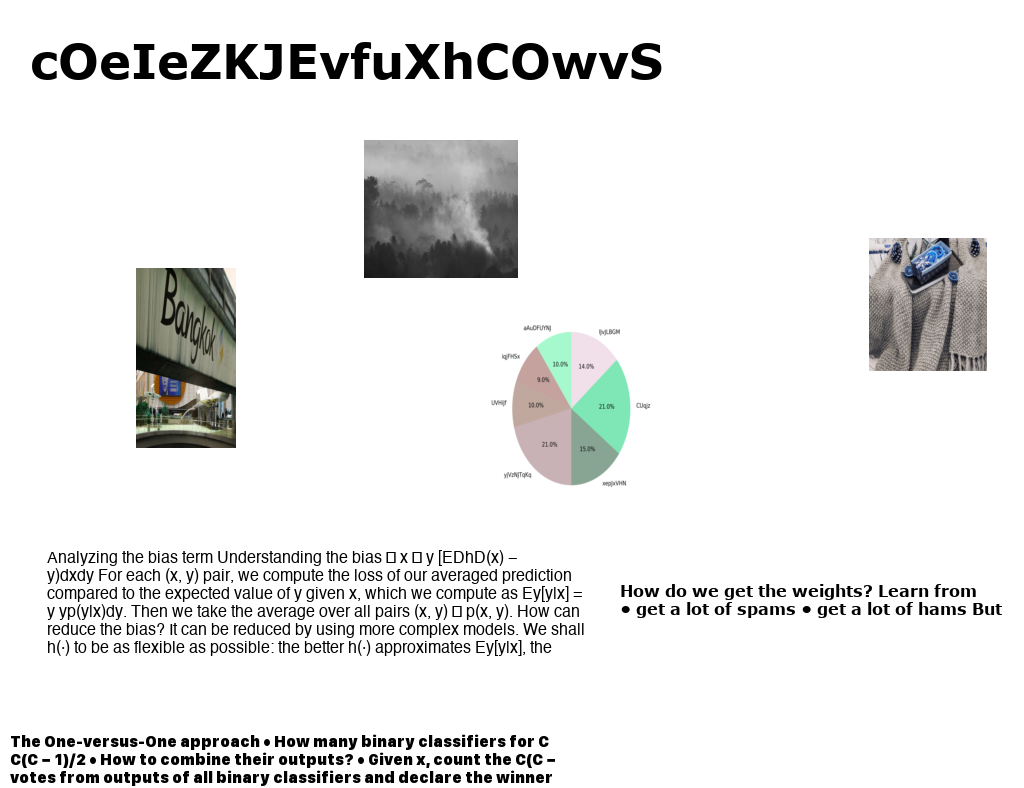 cOeIeZKJEvfuXhCOwvS
Bangkok
aAuDFUYNJ
IJvJLBGM
iqjFHSx
10.0%
14.0%
9.0%
UVHIJf
10.0%
21.0%
CUqjz
21.0%
15.0%
yJVzNJTqKq
xepJxVHN
Analyzing the bias term Understanding the bias □ x □ y [EDhD(x) –
y)dxdy For each (x, y) pair, we compute the loss of our averaged prediction
compared to the expected value of y given x, which we compute as Ey[y|x] =
y yp(y|x)dy. Then we take the average over all pairs (x, y) □ p(x, y). How can
reduce the bias? It can be reduced by using more complex models. We shall
h(·) to be as flexible as possible: the better h(·) approximates Ey[y|x], the
How do we get the weights? Learn from
• get a lot of spams • get a lot of hams But
The One-versus-One approach • How many binary classifiers for C
C(C – 1)/2 • How to combine their outputs? • Given x, count the C(C –
votes from outputs of all binary classifiers and declare the winner